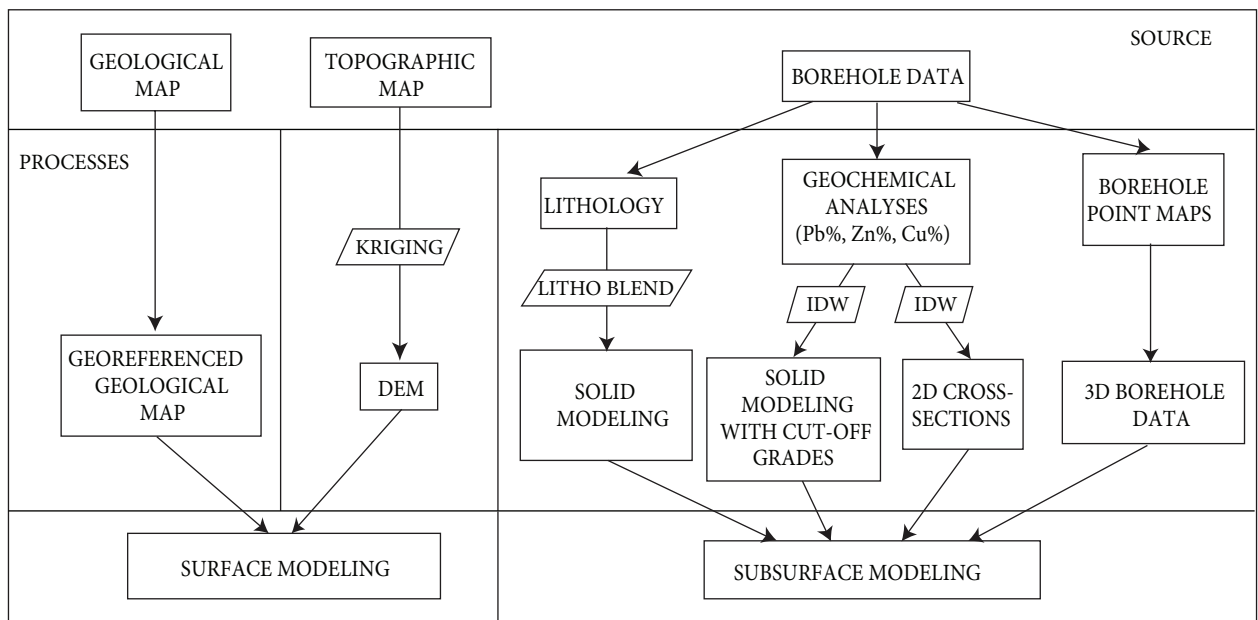 SOURCE
GEOLOGICAL
MAP
TOPOGRAPHIC
MAP
BOREHOLE DATA
PROCESSES
KRIGING
LITHOLOGY
GEOCHEMICAL
ANALYSES
(Pb%, Zn%, Cu%)
BOREHOLE
POINT MAPS
LITHO BLEND
IDW
IDW
GEOREFERENCED
GEOLOGICAL
MAP
DEM
SOLID
MODELING
SOLID
MODELING
WITH CUT-OFF
GRADES
2D CROSS-
SECTIONS
3D BOREHOLE
DATA
SURFACE MODELING
SUBSURFACE MODELING